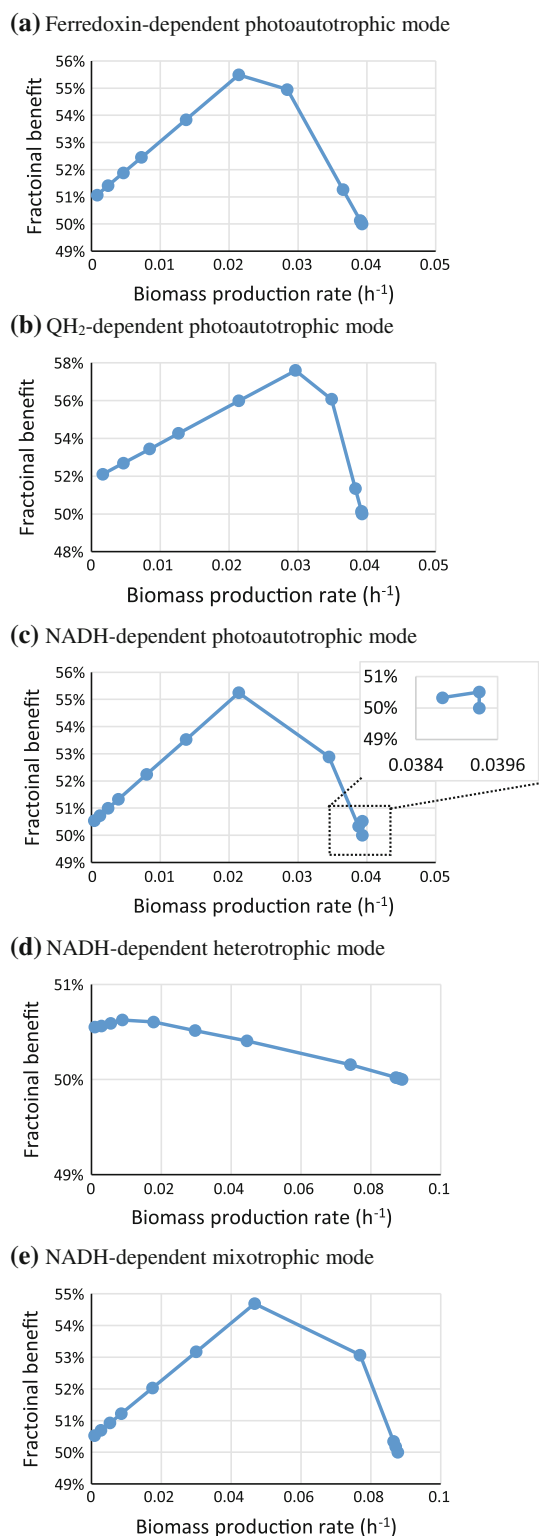 (a) Ferredoxin-dependent photoautotrophic mode
56%
55%
54%
53%
52%
51%
50%
49%
Fractoinal benefit
0 0.01 0.02 0.03 0.04 0.05
Biomass production rate (h⁻¹)
(b) QH₂-dependent photoautotrophic mode
58%
56%
54%
52%
50%
48%
Fractoinal benefit
0 0.01 0.02 0.03 0.04 0.05
Biomass production rate (h⁻¹)
(c) NADH-dependent photoautotrophic mode
56%
55%
54%
53%
52%
51%
50%
49%
Fractoinal benefit
51%
50%
49%
0.0384 0.0396
0 0.01 0.02 0.03 0.04 0.05
Biomass production rate (h⁻¹)
(d) NADH-dependent heterotrophic mode
51%
50%
49%
Fractoinal benefit
0 0.02 0.04 0.06 0.08 0.1
Biomass production rate (h⁻¹)
(e) NADH-dependent mixotrophic mode
55%
54%
53%
52%
51%
50%
49%
Fractoinal benefit
0 0.02 0.04 0.06 0.08 0.1
Biomass production rate (h⁻¹)